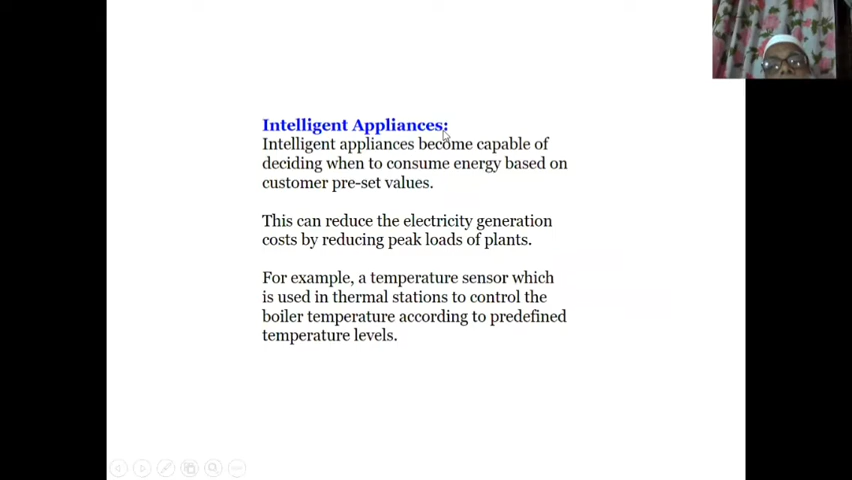 Intelligent Appliances:
Intelligent appliances become capable of
deciding when to consume energy based on
customer pre-set values.
This can reduce the electricity generation
costs by reducing peak loads of plants.
For example, a temperature sensor which
is used in thermal stations to control the
boiler temperature according to predefined
temperature levels.